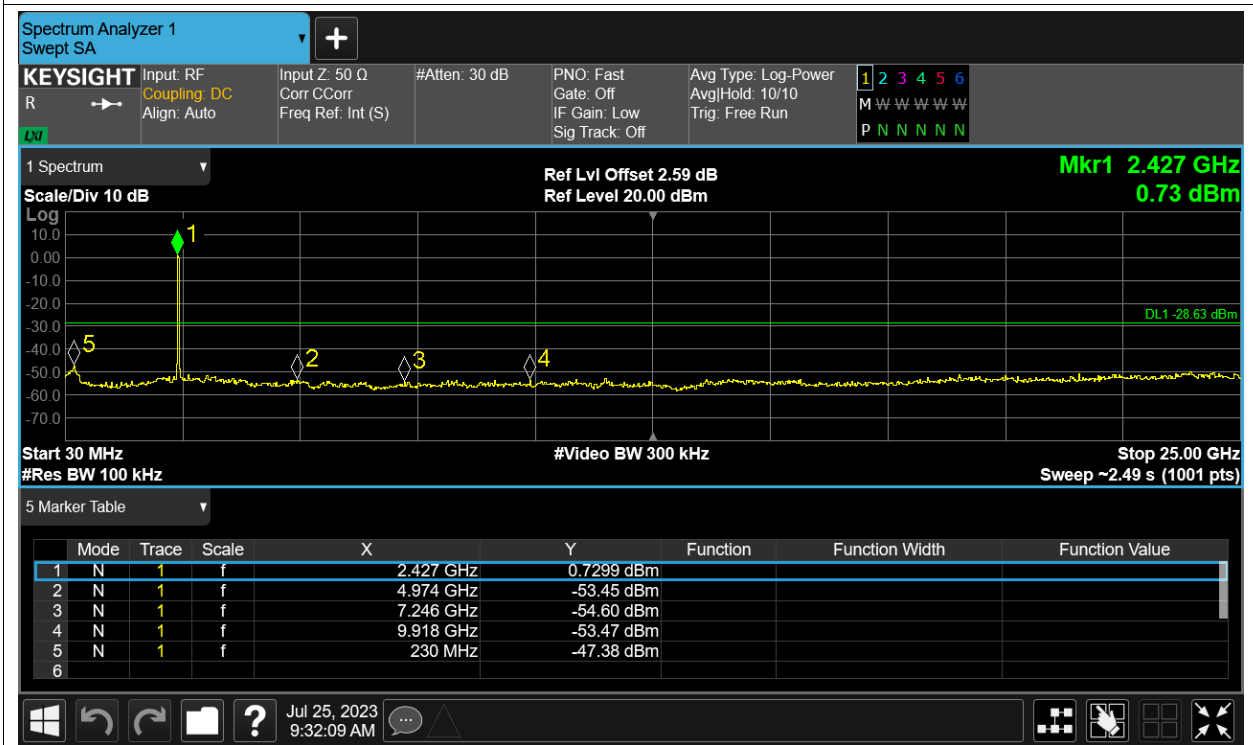 Spectrum Analyzer 1
Swept SA
+
KEYSIGHT Input: RF Input Z: 50 Ω #Atten: 30 dB PNO: Fast Avg Type: Log-Power 1 2 3 4 5 6
R Coupling: DC Corr CCorr Gate: Off Avg|Hold: 10/10 M W W W W W
Align: Auto Freq Ref: Int (S) IF Gain: Low Trig: Free Run
LXI Sig Track: Off P N N N N N
1 Spectrum Ref Lvl Offset 2.59 dB Mkr1 2.427 GHz
Scale/Div 10 dB Ref Level 20.00 dBm 0.73 dBm
Log
10.0 1
0.00
-10.0
-20.0
DL1 -28.63 dBm
-30.0
-40.0 5 2 3 4
-50.0
-60.0
-70.0
Start 30 MHz #Video BW 300 kHz Stop 25.00 GHz
#Res BW 100 kHz Sweep ~2.49 s (1001 pts)
5 Marker Table
Mode Trace Scale X Y Function Function Width Function Value
1 N 1 f 2.427 GHz 0.7299 dBm
2 N 1 f 4.974 GHz -53.45 dBm
3 N 1 f 7.246 GHz -54.60 dBm
4 N 1 f 9.918 GHz -53.47 dBm
5 N 1 f 230 MHz -47.38 dBm
6
? Jul 25, 2023
9:32:09 AM